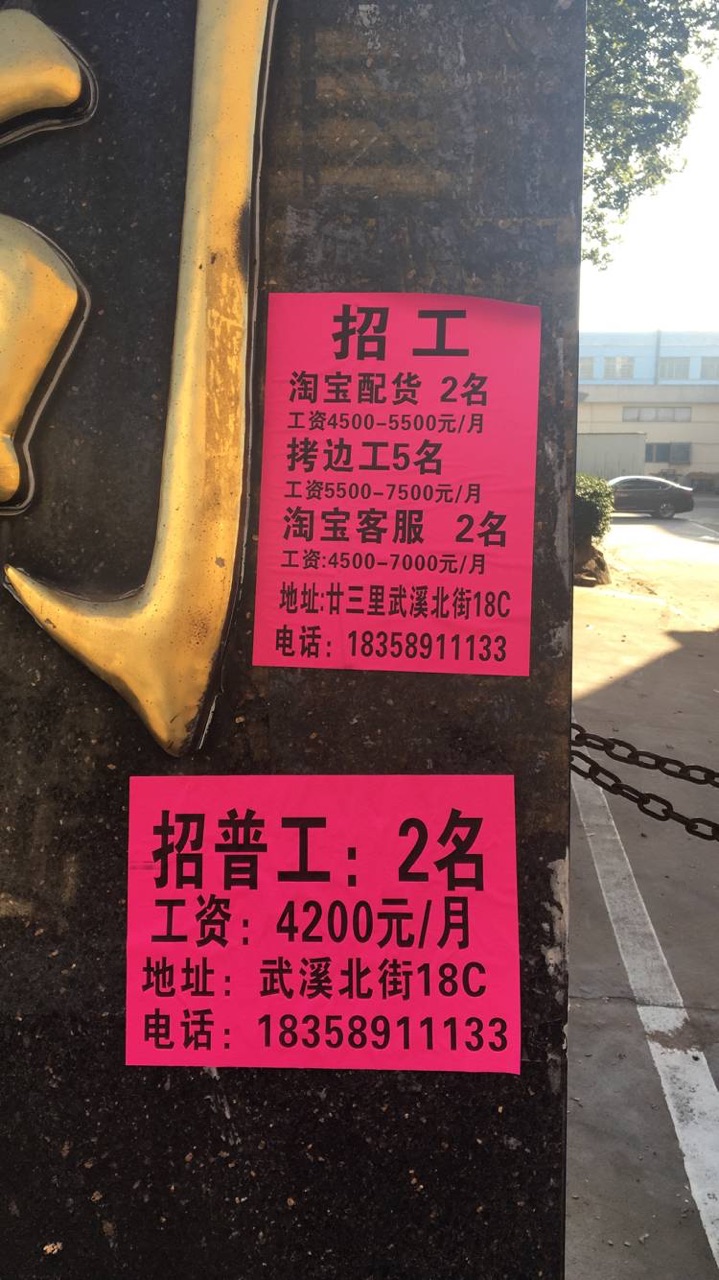 招工
淘宝配货 2名
工资4500-5500元/月
拷边工5名
工资5500-7500元/月
淘宝客服 2名
工资:4500-7000元/月
地址:廿三里武溪北街18C
电话：18358911133
招普工：2名
工资：4200元/月
地址：武溪北街18C
电话：18358911133